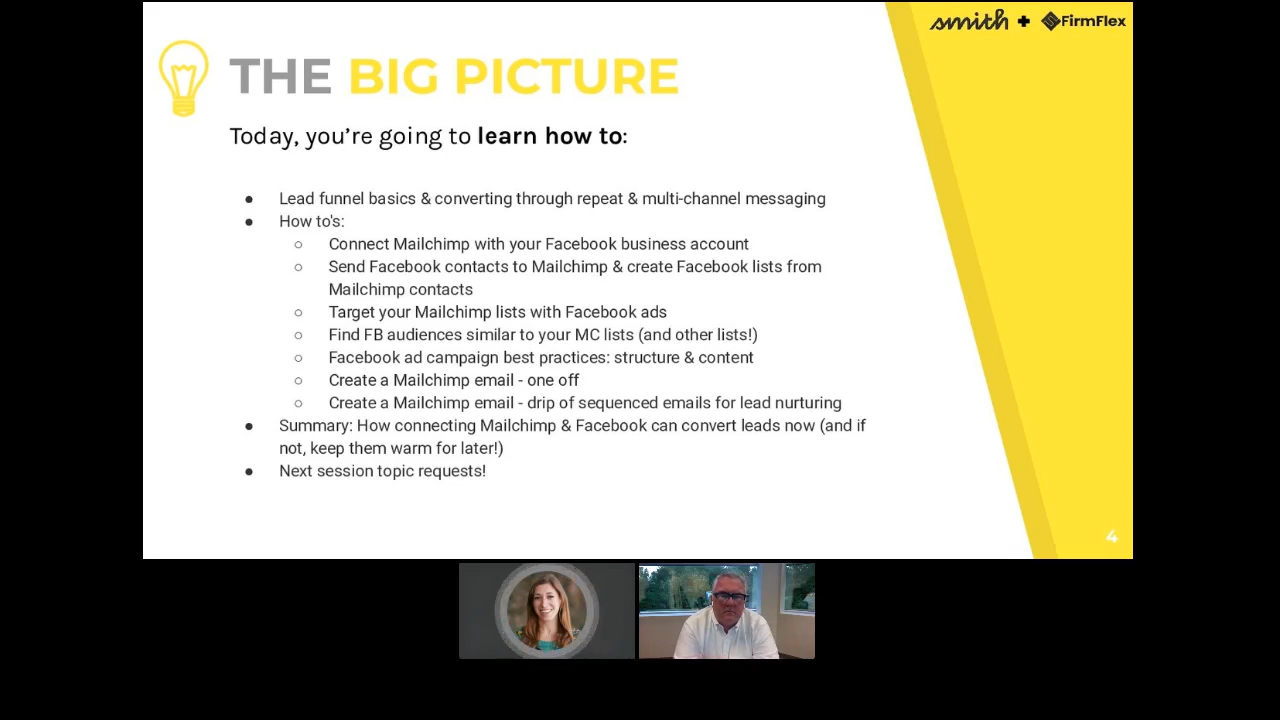 smith + FirmFlex
THE BIG PICTURE
Today, you're going to learn how to:
● Lead funnel basics & converting through repeat & multi-channel messaging
● How to's:
○ Connect Mailchimp with your Facebook business account
○ Send Facebook contacts to Mailchimp & create Facebook lists from
Mailchimp contacts
○ Target your Mailchimp lists with Facebook ads
○ Find FB audiences similar to your MC lists (and other lists!)
○ Facebook ad campaign best practices: structure & content
○ Create a Mailchimp email - one off
○ Create a Mailchimp email - drip of sequenced emails for lead nurturing
● Summary: How connecting Mailchimp & Facebook can convert leads now (and if
not, keep them warm for later!)
● Next session topic requests!
4